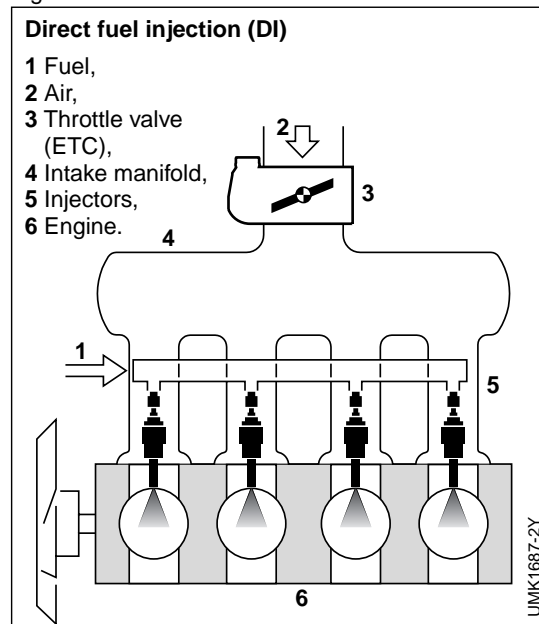 Direct fuel injection (DI)
1 Fuel,
2 Air,
3 Throttle valve
(ETC),
4 Intake manifold,
5 Injectors,
6 Engine.
2
3
4
1
5
6
UMK1687-2Y